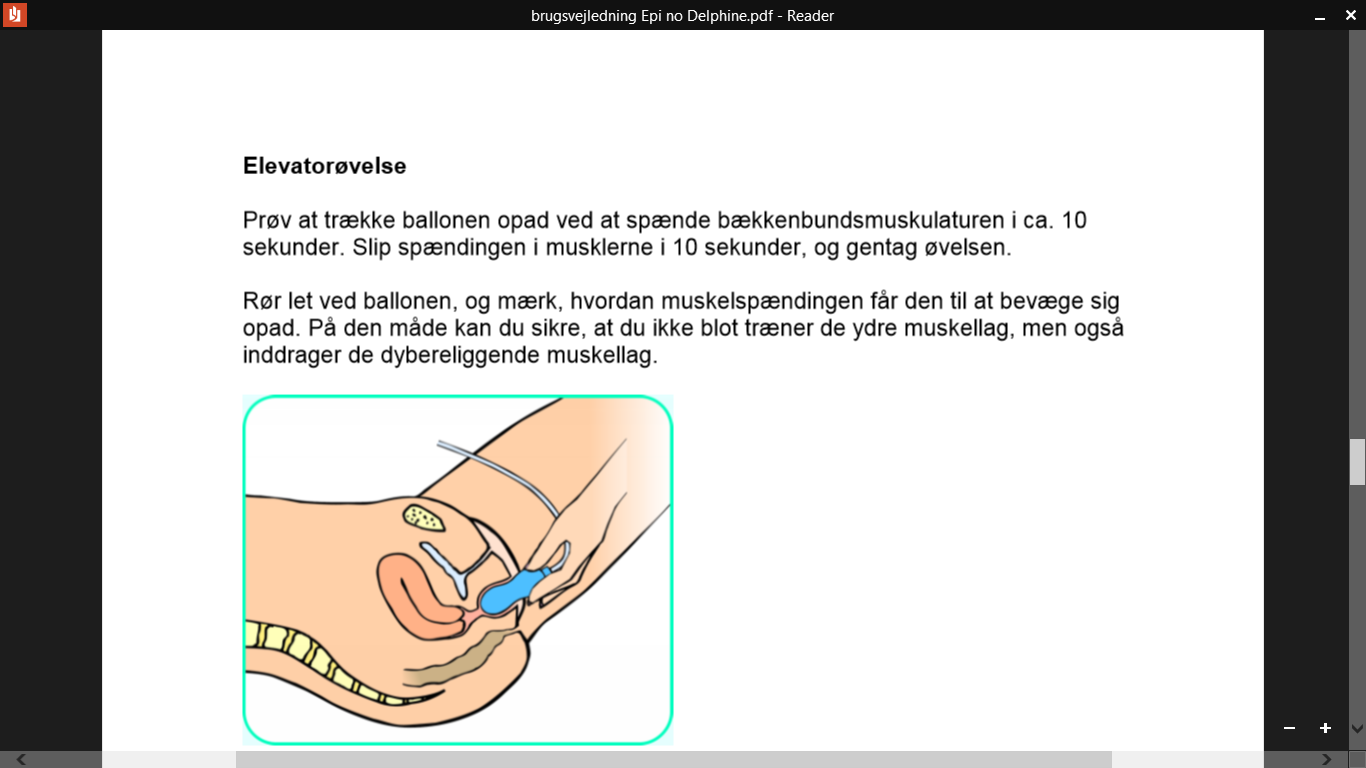 brugsvejledning Epi no Delphine.pdf - Reader
Elevatorøvelse
Prøv at trække ballonen opad ved at spænde bækkenbundsmuskulaturen i ca. 10
sekunder. Slip spændingen i musklerne i 10 sekunder, og gentag øvelsen.
Rør let ved ballonen, og mærk, hvordan muskelspændingen får den til at bevæge sig
opad. På den måde kan du sikre, at du ikke blot træner de ydre muskellag, men også
inddrager de dybereliggende muskellag.